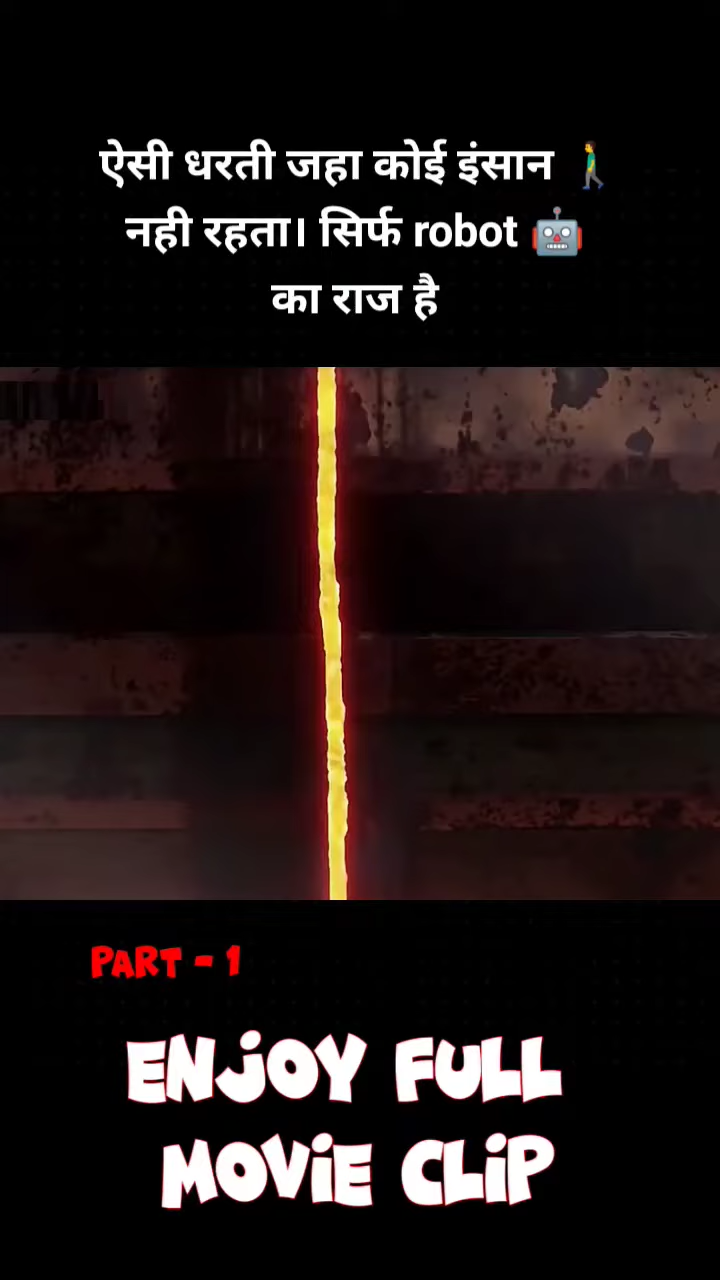 ऐसी धरती जहा कोई इंसान 🚶‍♂️
नही रहता। सिर्फ robot 🤖
का राज है
PART - 1
ENJOY FULL
MOVIE CLIP